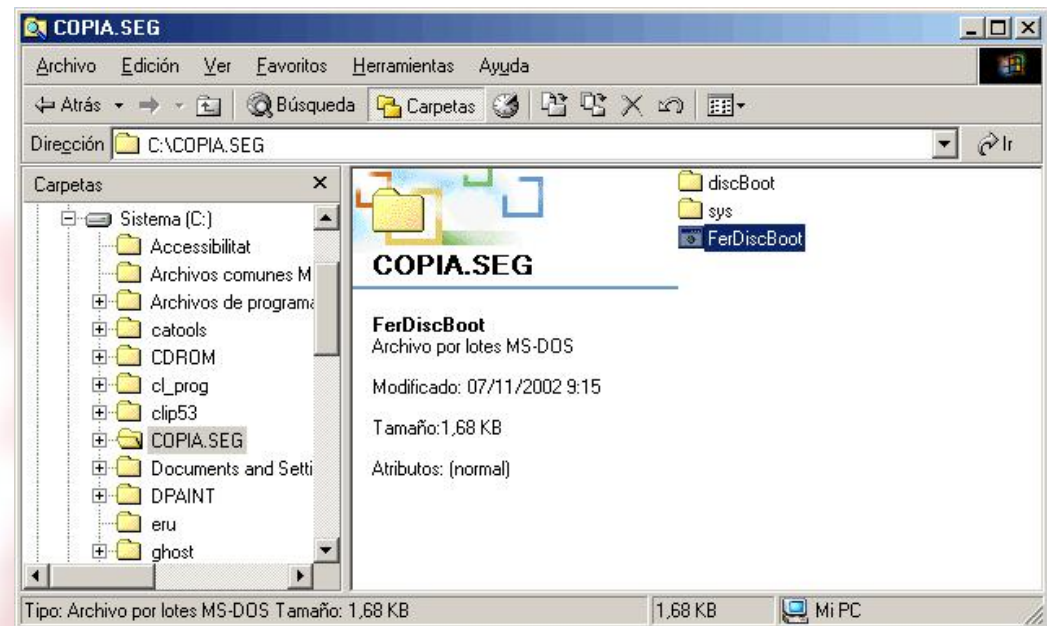 COPIA.SEG
Archivo Edición Ver Favoritos Herramientas Ayuda
Atrás Búsqueda Carpetas
Dirección C:\COPIA.SEG Ir
Carpetas
Sistema (C:)
Accessibilitat
Archivos comunes M
Archivos de programa
catools
CDROM
cl_prog
clip53
COPIA.SEG
Documents and Setti
DPAINT
eru
ghost
COPIA.SEG
FerDiscBoot
Archivo por lotes MS-DOS
Modificado: 07/11/2002 9:15
Tamaño:1,68 KB
Atributos: (normal)
discBoot
sys
FerDiscBoot
Tipo: Archivo por lotes MS-DOS Tamaño: 1,68 KB 1,68 KB Mi PC